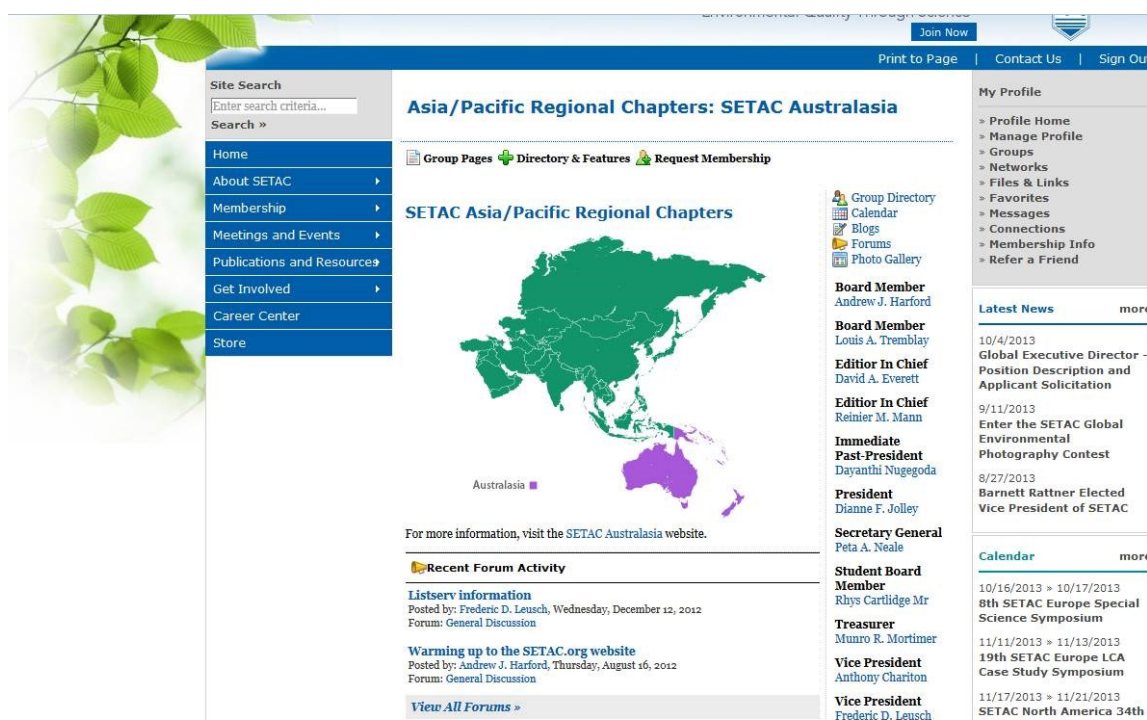 Environmental Quality Through Science
Join Now
Print to Page | Contact Us | Sign Out
Site Search
Enter search criteria...
Search »
Home
About SETAC
Membership
Meetings and Events
Publications and Resources
Get Involved
Career Center
Store
Asia/Pacific Regional Chapters: SETAC Australasia
Group Pages Directory & Features Request Membership
SETAC Asia/Pacific Regional Chapters
Australasia
For more information, visit the SETAC Australasia website.
Recent Forum Activity
Listserv information
Posted by: Frederic D. Leusch, Wednesday, December 12, 2012
Forum: General Discussion
Warming up to the SETAC.org website
Posted by: Andrew J. Harford, Thursday, August 16, 2012
Forum: General Discussion
View All Forums »
Group Directory
Calendar
Blogs
Forums
Photo Gallery
Board Member
Andrew J. Harford
Board Member
Louis A. Tremblay
Editior In Chief
David A. Everett
Editior In Chief
Reinier M. Mann
Immediate
Past-President
Dayanthi Nugegoda
President
Dianne F. Jolley
Secretary General
Peta A. Neale
Student Board
Member
Rhys Cartlidge Mr
Treasurer
Munro R. Mortimer
Vice President
Anthony Chariton
Vice President
Frederic D. Leusch
My Profile
» Profile Home
» Manage Profile
» Groups
» Networks
» Files & Links
» Favorites
» Messages
» Connections
» Membership Info
» Refer a Friend
Latest News more
10/4/2013
Global Executive Director -
Position Description and
Applicant Solicitation
9/11/2013
Enter the SETAC Global
Environmental
Photography Contest
8/27/2013
Barnett Rattner Elected
Vice President of SETAC
Calendar more
10/16/2013 » 10/17/2013
8th SETAC Europe Special
Science Symposium
11/11/2013 » 11/13/2013
19th SETAC Europe LCA
Case Study Symposium
11/17/2013 » 11/21/2013
SETAC North America 34th